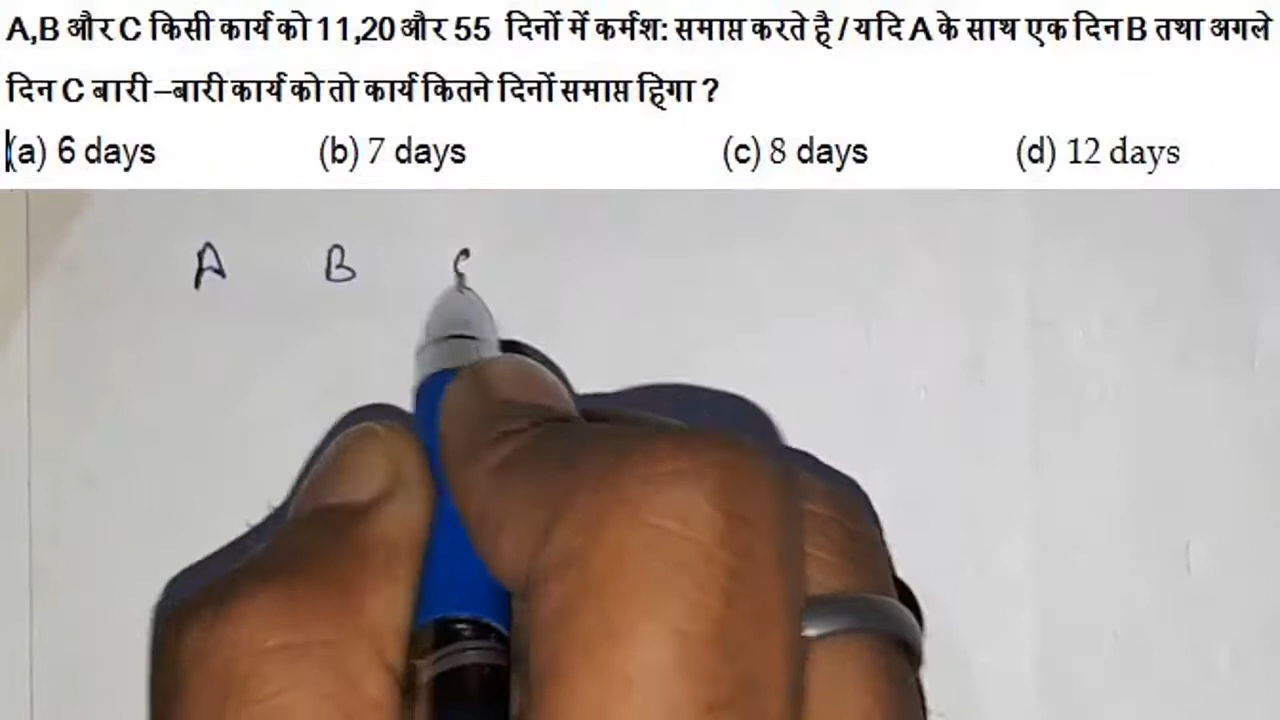 A,B और C किसी कार्य को 11,20 और 55 दिनों में कर्मश: समाप्त करते है / यदि A के साथ एक दिन B तथा अगले
दिन C बारी –बारी कार्य को तो कार्य कितने दिनों समाप्त हिगा ?
(a) 6 days (b) 7 days (c) 8 days (d) 12 days
A B C